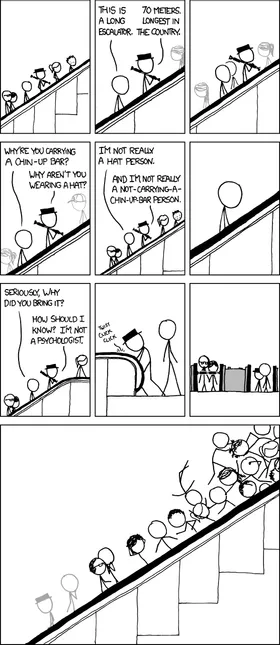 THIS IS
A LONG
ESCALATOR.
70 METERS.
LONGEST IN
THE COUNTRY.
WHY'RE YOU CARRYING
A CHIN-UP BAR?
WHY AREN'T YOU
WEARING A HAT?
I'M NOT REALLY
A HAT PERSON.
AND I'M NOT REALLY
A NOT-CARRYING-A-
CHIN-UP-BAR PERSON.
SERIOUSLY, WHY
DID YOU BRING IT?
HOW SHOULD I
KNOW? I'M NOT
A PSYCHOLOGIST.
TWIST
CLICK
CLICK